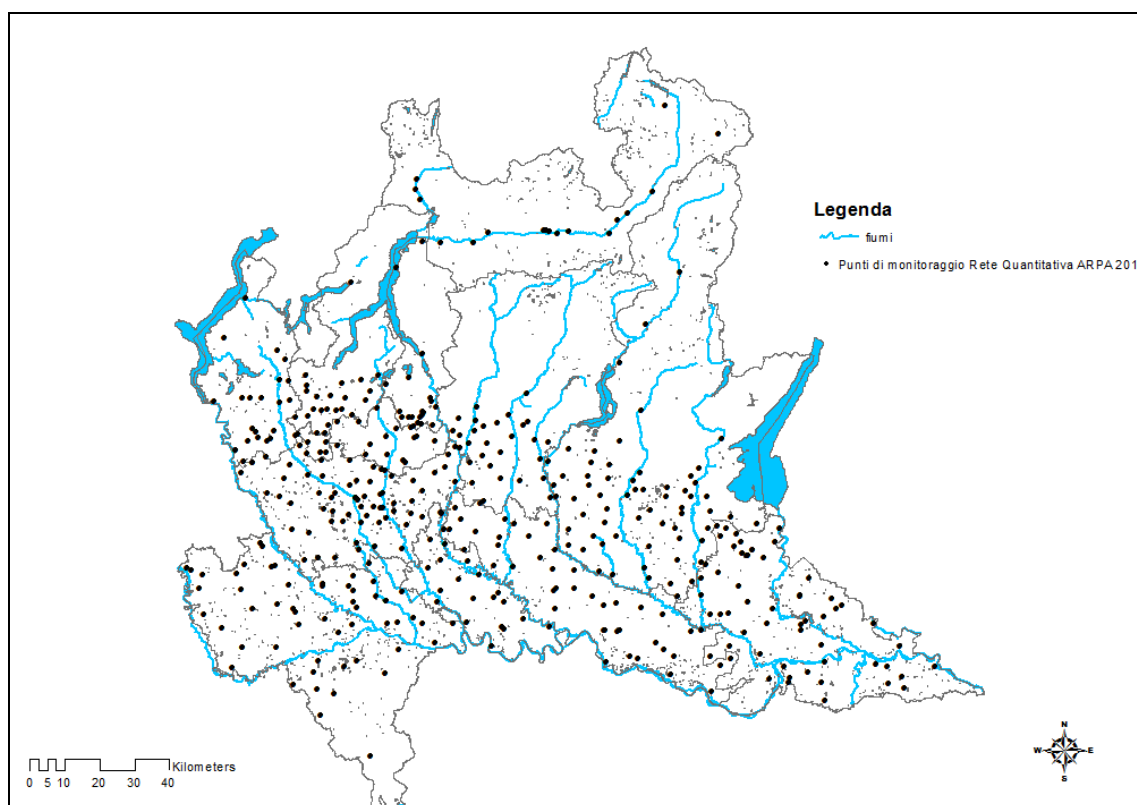 Legenda
fiumi
Punti di monitoraggio Rete Quantitativa ARPA 201
N
W E
S
Kilometers
0 5 10 20 30 40